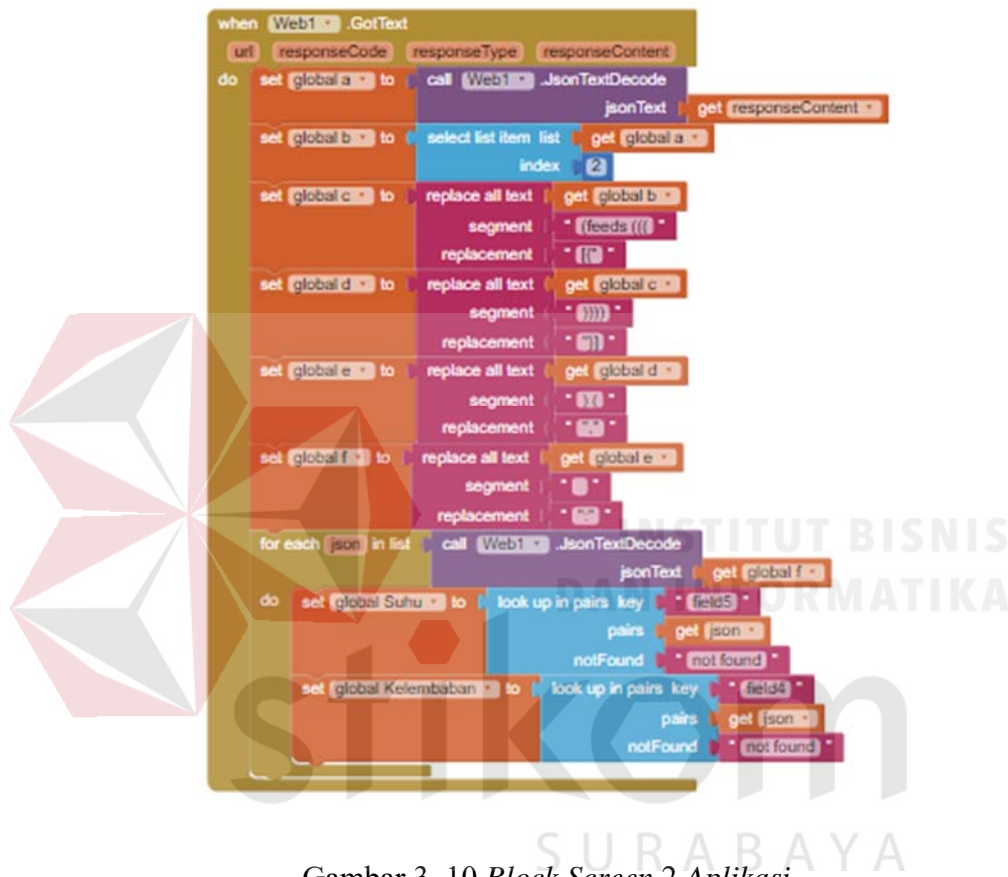 when Web1 .GotText
url responseCode responseType responseContent
do set global a to call Web1 .JsonTextDecode
jsonText get responseContent
set global b to select list item list get global a
index 2
set global c to replace all text get global b
segment " (feeds ((( "
replacement
set global d to replace all text get global c
segment " )))) "
replacement
set global e to replace all text get global d
segment " ) ( "
replacement
set global f to replace all text get global e
segment " "
replacement
for each json in list call Web1 .JsonTextDecode
jsonText get global f
do set global Suhu to look up in pairs key " field5 "
pairs get json
notFound " not found "
set global Kelembaban to look up in pairs key " field4 "
pairs get json
notFound " not found "
INSTITUT BISNIS
DAN INFORMATIKA
stikom
SURABAYA
Gambar 3. 10 Block Screen 2 Aplikasi